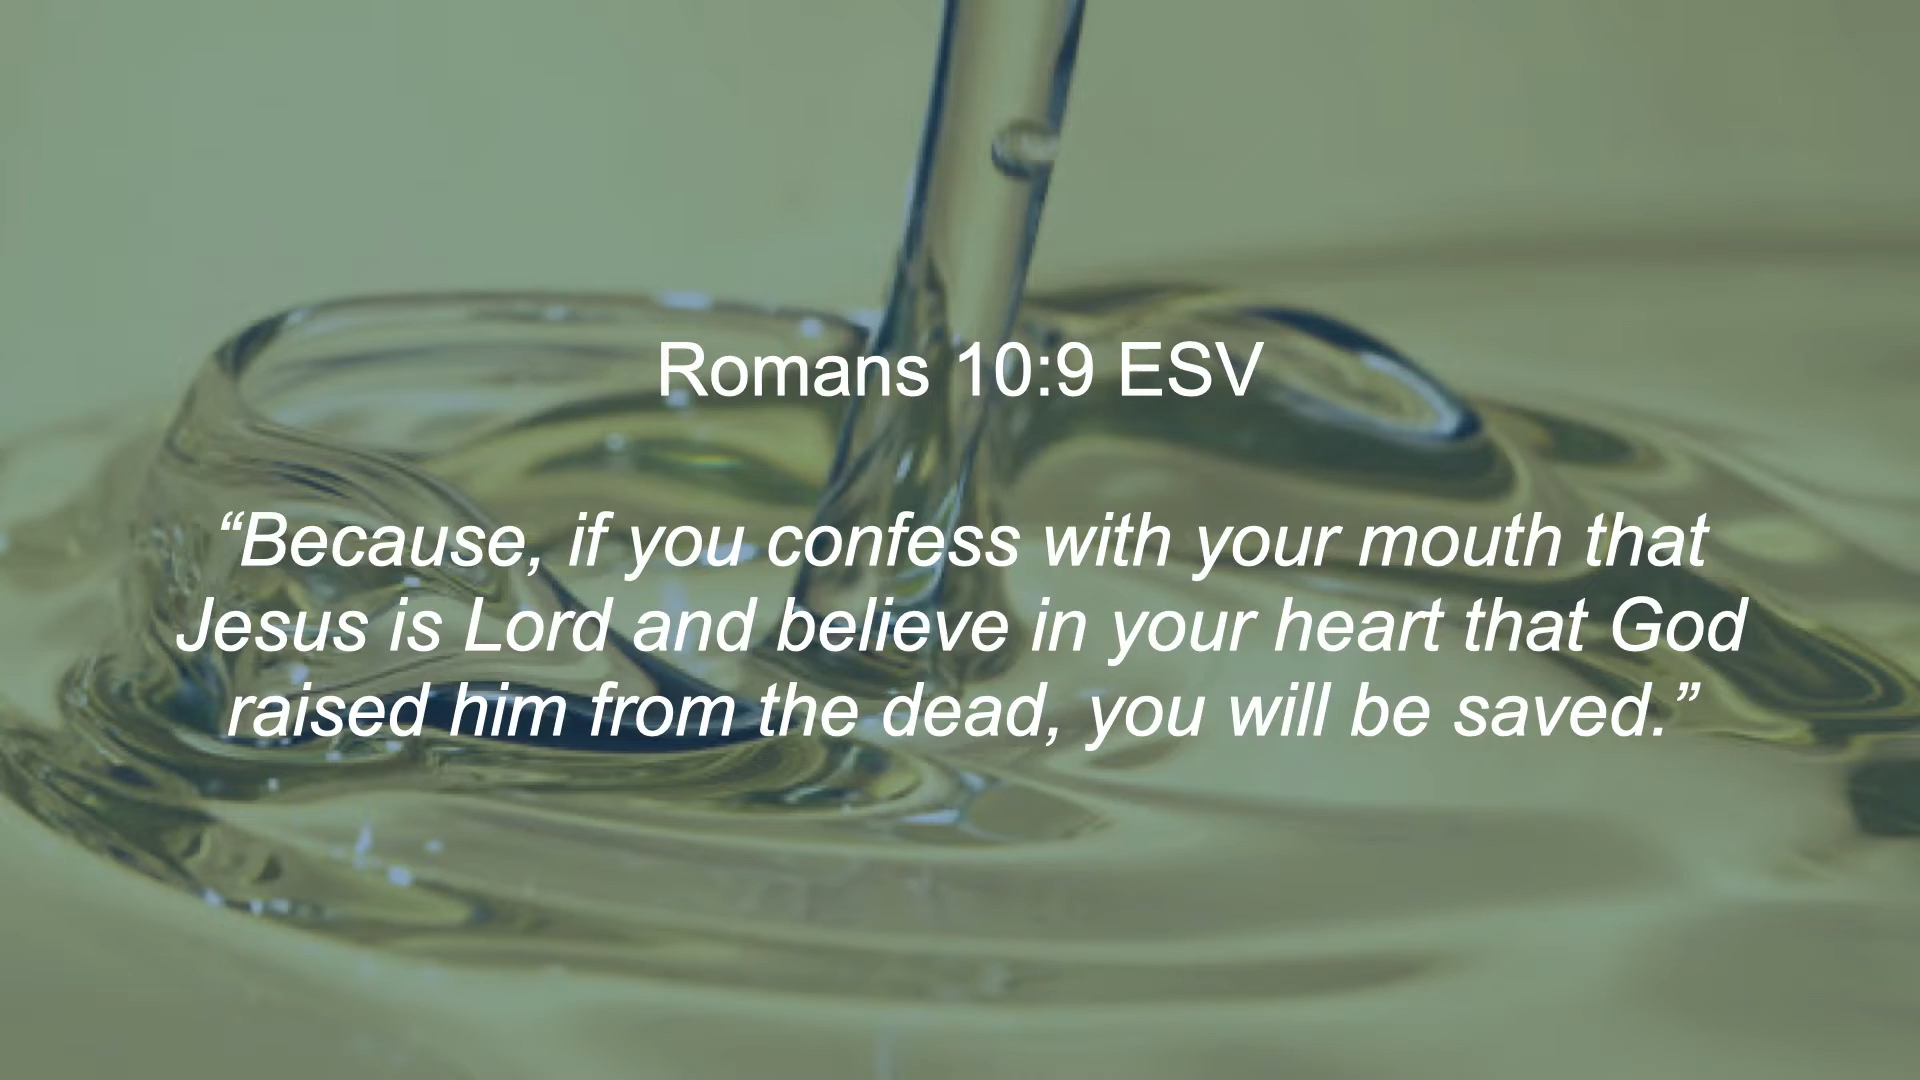 Romans 10:9 ESV
“Because, if you confess with your mouth that
Jesus is Lord and believe in your heart that God
raised him from the dead, you will be saved.”